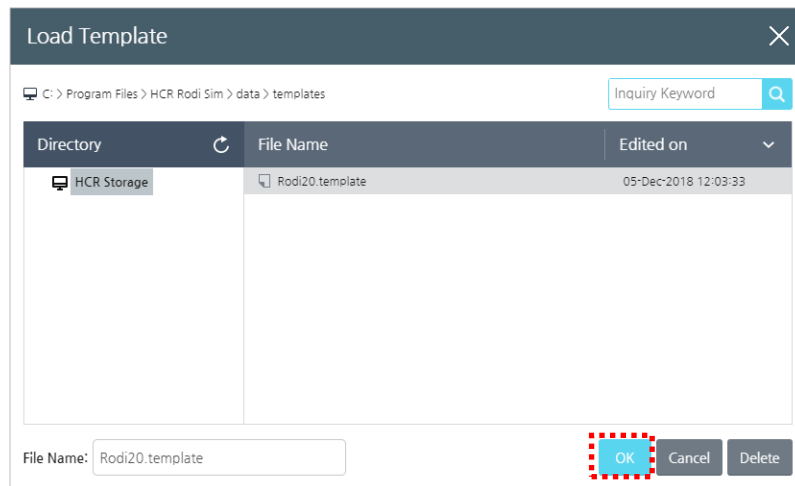 Load Template
C: > Program Files > HCR Rodi Sim > data > templates
Inquiry Keyword
Directory File Name Edited on
HCR Storage Rodi20.template 05-Dec-2018 12:03:33
File Name: Rodi20.template OK Cancel Delete